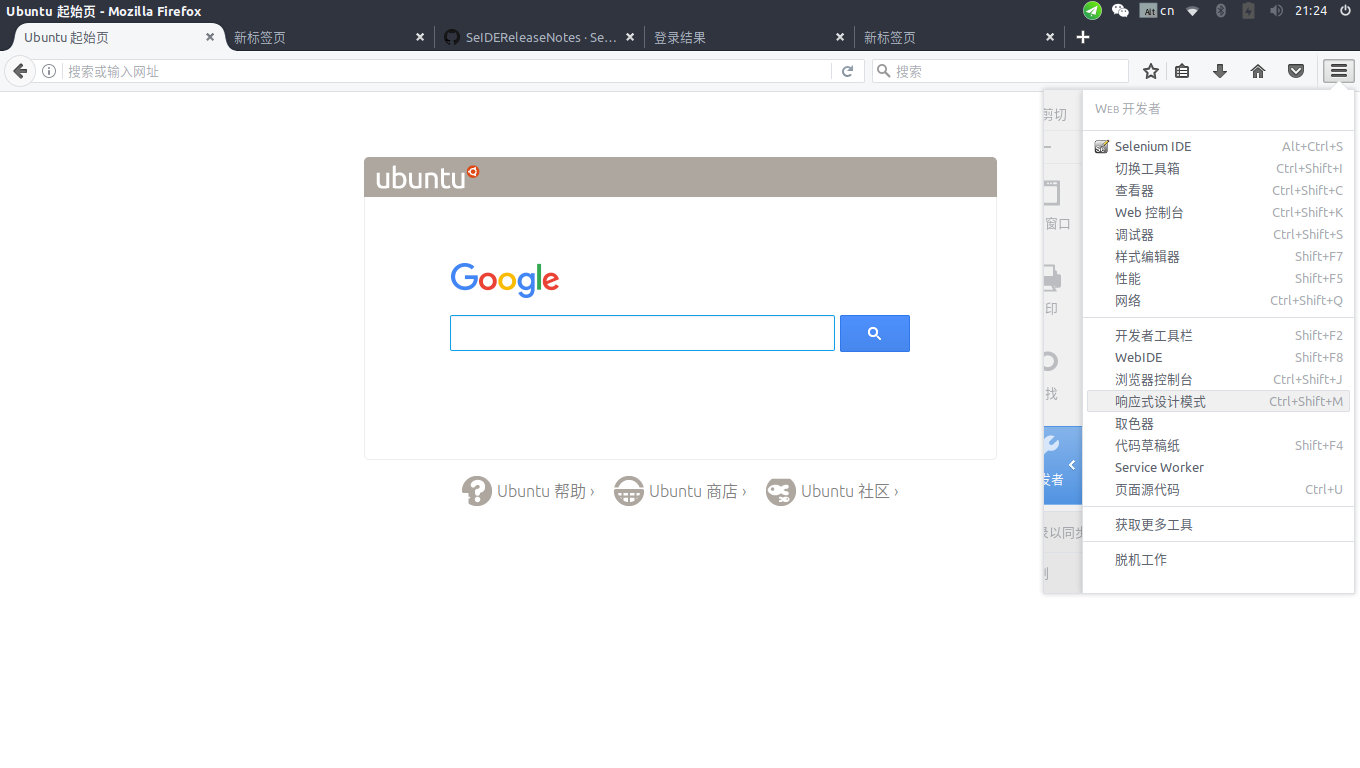 Ubuntu 起始页 - Mozilla Firefox
Alt cn 21:24
Ubuntu 起始页
新标签页
SeIDEReleaseNotes · Se...
登录结果
新标签页
搜索或输入网址
搜索
ubuntu
Google
Ubuntu 帮助 ›
Ubuntu 商店 ›
Ubuntu 社区 ›
剪切
窗口
印
找
发者
录以同步
制
WEB 开发者
Selenium IDE Alt+Ctrl+S
切换工具箱 Ctrl+Shift+I
查看器 Ctrl+Shift+C
Web 控制台 Ctrl+Shift+K
调试器 Ctrl+Shift+S
样式编辑器 Shift+F7
性能 Shift+F5
网络 Ctrl+Shift+Q
开发者工具栏 Shift+F2
WebIDE Shift+F8
浏览器控制台 Ctrl+Shift+J
响应式设计模式 Ctrl+Shift+M
取色器
代码草稿纸 Shift+F4
Service Worker
页面源代码 Ctrl+U
获取更多工具
脱机工作